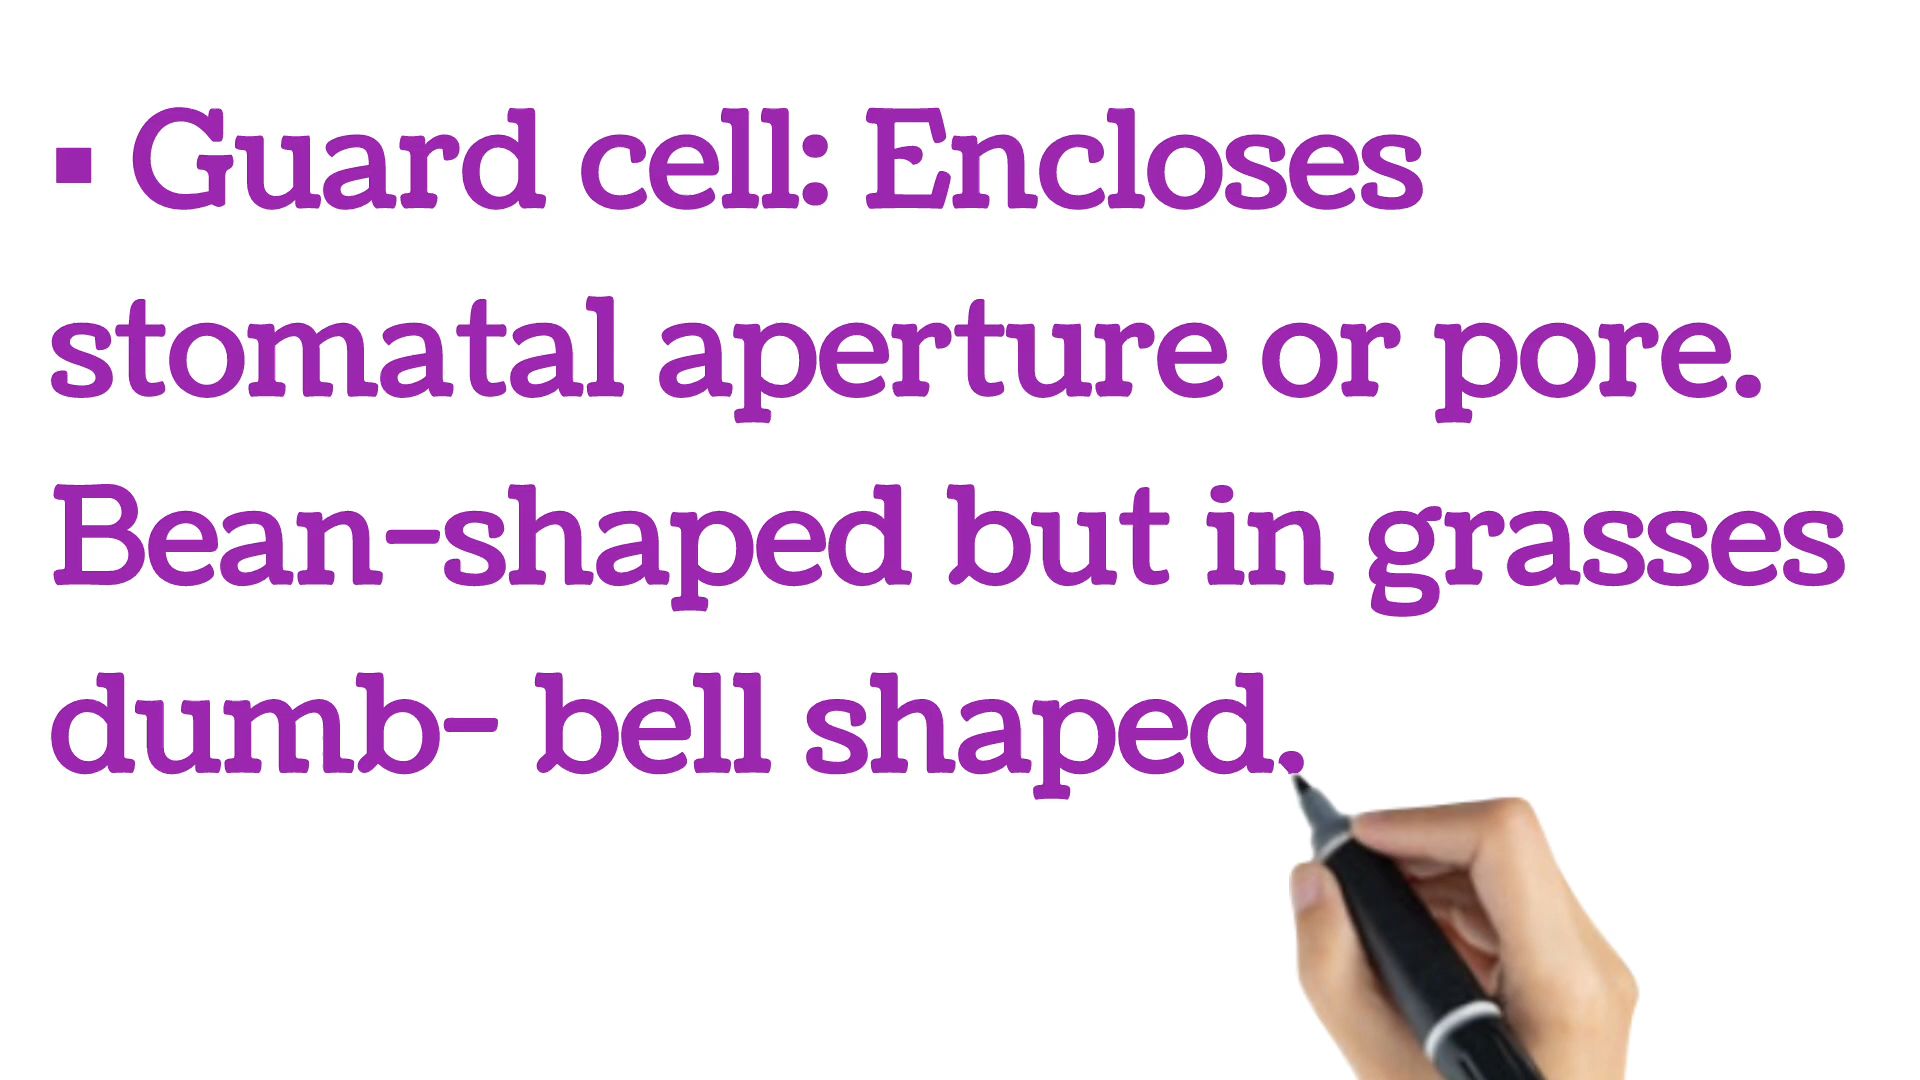 ▪ Guard cell: Encloses
stomatal aperture or pore.
Bean-shaped but in grasses
dumb- bell shaped.